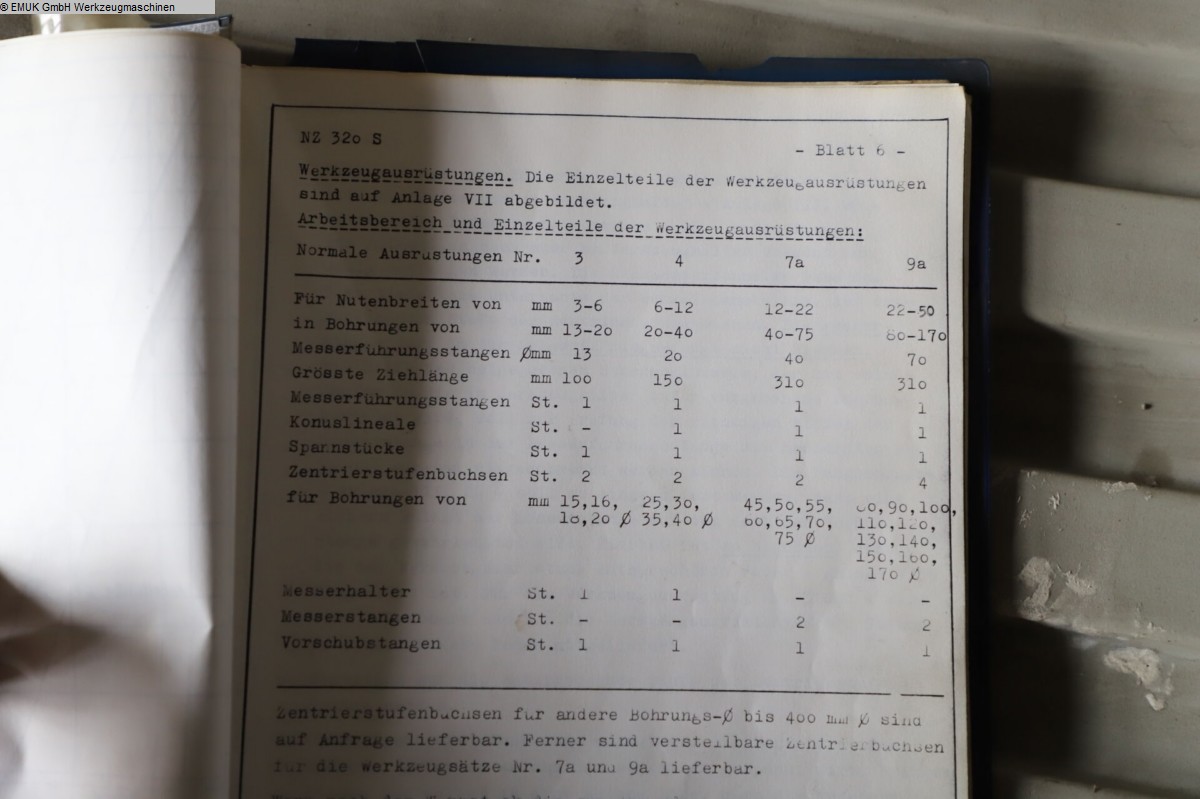 © EMUK GmbH Werkzeugmaschinen
NZ 32o S
- Blatt 6 -
Werkzeugausrüstungen. Die Einzelteile der Werkzeugausrüstungen
sind auf Anlage VII abgebildet.
Arbeitsbereich und Einzelteile der Werkzeugausrüstungen:
Normale Ausrüstungen Nr. 3 4 7a 9a
Für Nutenbreiten von mm 3-6 6-12 12-22 22-50
in Bohrungen von mm 13-2o 2o-4o 4o-75 80-17o
Messerführungsstangen Ømm 13 2o 4o 7o
Grösste Ziehlänge mm 1oo 15o 31o 31o
Messerführungsstangen St. 1 1 1 1
Konuslineale St. - 1 1 1
Spannstücke St. 1 1 1 1
Zentrierstufenbuchsen St. 2 2 2 4
für Bohrungen von mm 15,16, 25,3o, 45,5o,55, 8o,9o,1oo,
18,2o Ø 35,4o Ø 6o,65,7o, 11o,12o,
75 Ø 13o,14o,
15o,16o,
17o Ø
Messerhalter St. 1 1 - -
Messerstangen St. - - 2 2
Vorschubstangen St. 1 1 1 1
Zentrierstufenbuchsen für andere Bohrungs-Ø bis 4oo mm Ø sind
auf Anfrage lieferbar. Ferner sind verstellbare Zentrierbuchsen
für die Werkzeugsätze Nr. 7a und 9a lieferbar.